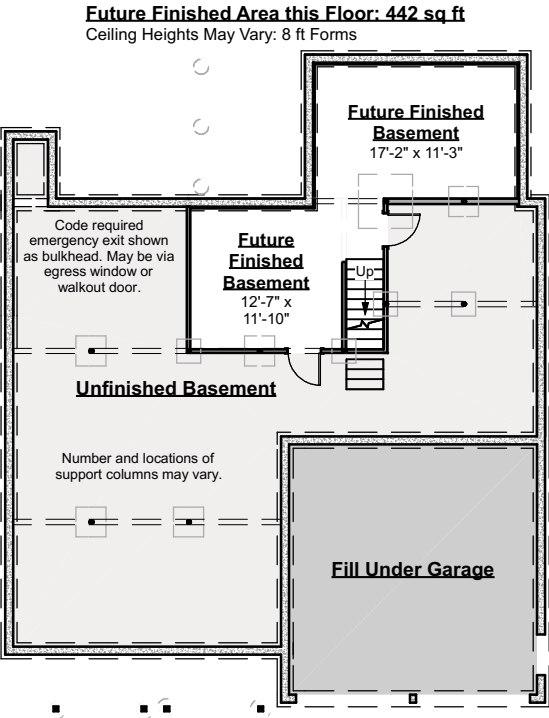 Future Finished Area this Floor: 442 sq ft
Ceiling Heights May Vary: 8 ft Forms
Future Finished
Basement
17'-2" x 11'-3"
Code required
emergency exit shown
as bulkhead. May be via
egress window or
walkout door.
Future
Finished
Basement
12'-7" x
11'-10"
Up
Unfinished Basement
Number and locations of
support columns may vary.
Fill Under Garage